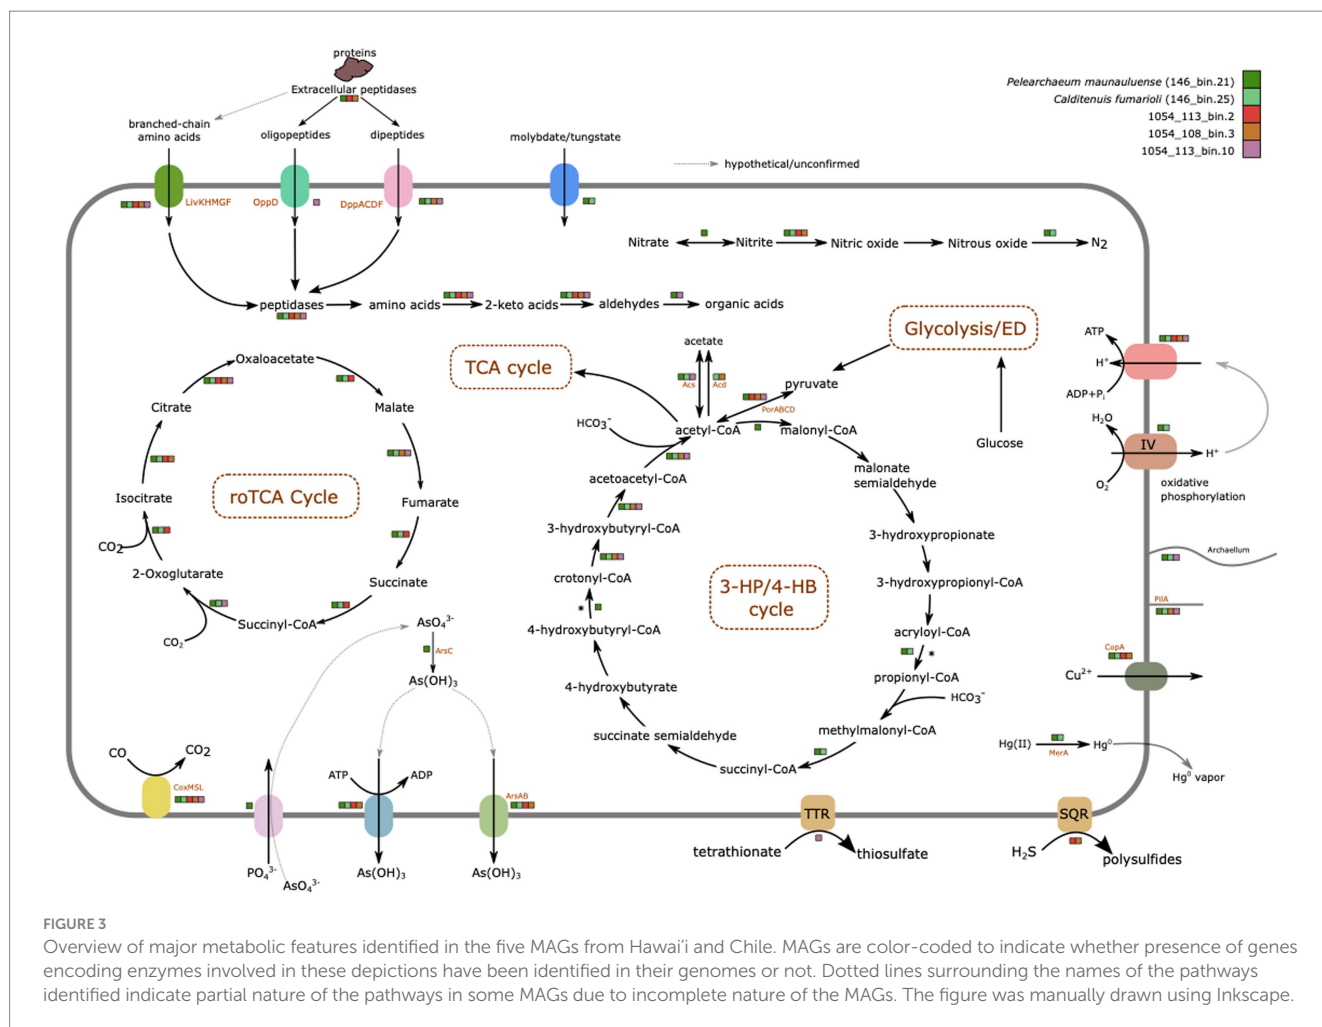 proteins
Extracellular peptidases
branched-chain
amino acids
oligopeptides
dipeptides
molybdate/tungstate
hypothetical/unconfirmed
Pelearchaeum maunauluense (146_bin.21)
Calditenuis fumarioli (146_bin.25)
1054_113_bin.2
1054_108_bin.3
1054_113_bin.10
LivKHMGF
OppD
DppACDF
Nitrate
Nitrite
Nitric oxide
Nitrous oxide
N2
peptidases
amino acids
2-keto acids
aldehydes
organic acids
Oxaloacetate
Citrate
Malate
Isocitrate
roTCA Cycle
Fumarate
CO2
2-Oxoglutarate
Succinate
CO2
Succinyl-CoA
TCA cycle
acetate
Acs
Acd
Glycolysis/ED
pyruvate
PorABCD
HCO3-
acetyl-CoA
malonyl-CoA
Glucose
acetoacetyl-CoA
malonate
semialdehyde
3-hydroxybutyryl-CoA
3-hydroxypropionate
crotonyl-CoA
3-HP/4-HB
cycle
3-hydroxypropionyl-CoA
*
4-hydroxybutyryl-CoA
acryloyl-CoA
*
4-hydroxybutyrate
propionyl-CoA
HCO3-
succinate semialdehyde
methylmalonyl-CoA
succinyl-CoA
ATP
H+
ADP+Pi
H2O
IV
H+
O2
oxidative
phosphorylation
Archaellum
PilA
CopA
Cu2+
Hg(II)
MerA
Hg0
Hg0 vapor
AsO43-
ArsC
As(OH)3
CO
CO2
CoxMSL
ATP
ADP
ArsAB
PO43-
AsO43-
As(OH)3
As(OH)3
TTR
tetrathionate
thiosulfate
SQR
H2S
polysulfides
FIGURE 3
Overview of major metabolic features identified in the five MAGs from Hawai'i and Chile. MAGs are color-coded to indicate whether presence of genes
encoding enzymes involved in these depictions have been identified in their genomes or not. Dotted lines surrounding the names of the pathways
identified indicate partial nature of the pathways in some MAGs due to incomplete nature of the MAGs. The figure was manually drawn using Inkscape.